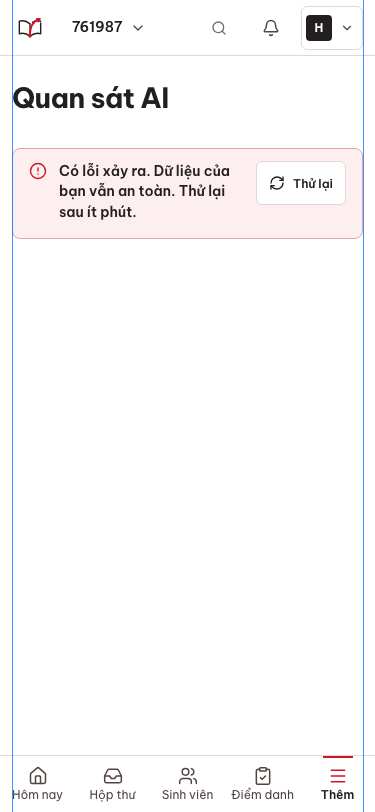 761987
H
Quan sát AI
Có lỗi xảy ra. Dữ liệu của
bạn vẫn an toàn. Thử lại
sau ít phút.
Thử lại
Hôm nay
Hộp thư
Sinh viên
Điểm danh
Thêm